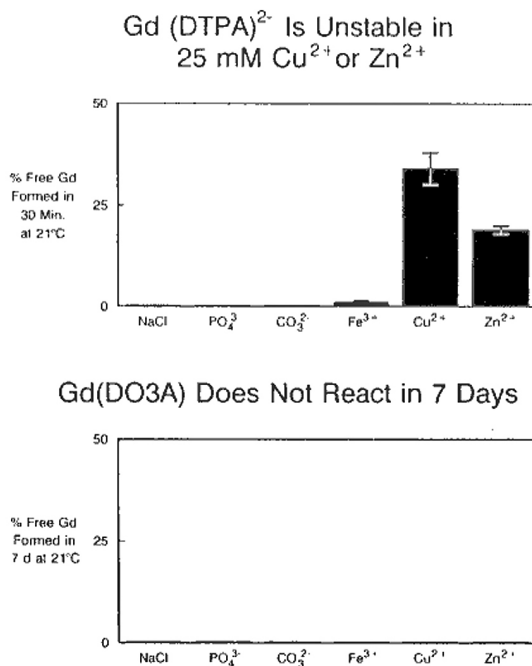 Gd (DTPA)²⁻ Is Unstable in
25 mM Cu²⁺ or Zn²⁺
50
% Free Gd
Formed in
30 Min.
at 21°C
25
0
NaCl PO₄³ CO₃²⁻ Fe³⁺ Cu²⁺ Zn²⁺
Gd(DO3A) Does Not React in 7 Days
50
% Free Gd
Formed in
7 d at 21°C
25
0
NaCl PO₄³⁻ CO₃²⁻ Fe³⁺ Cu²⁺ Zn²⁺